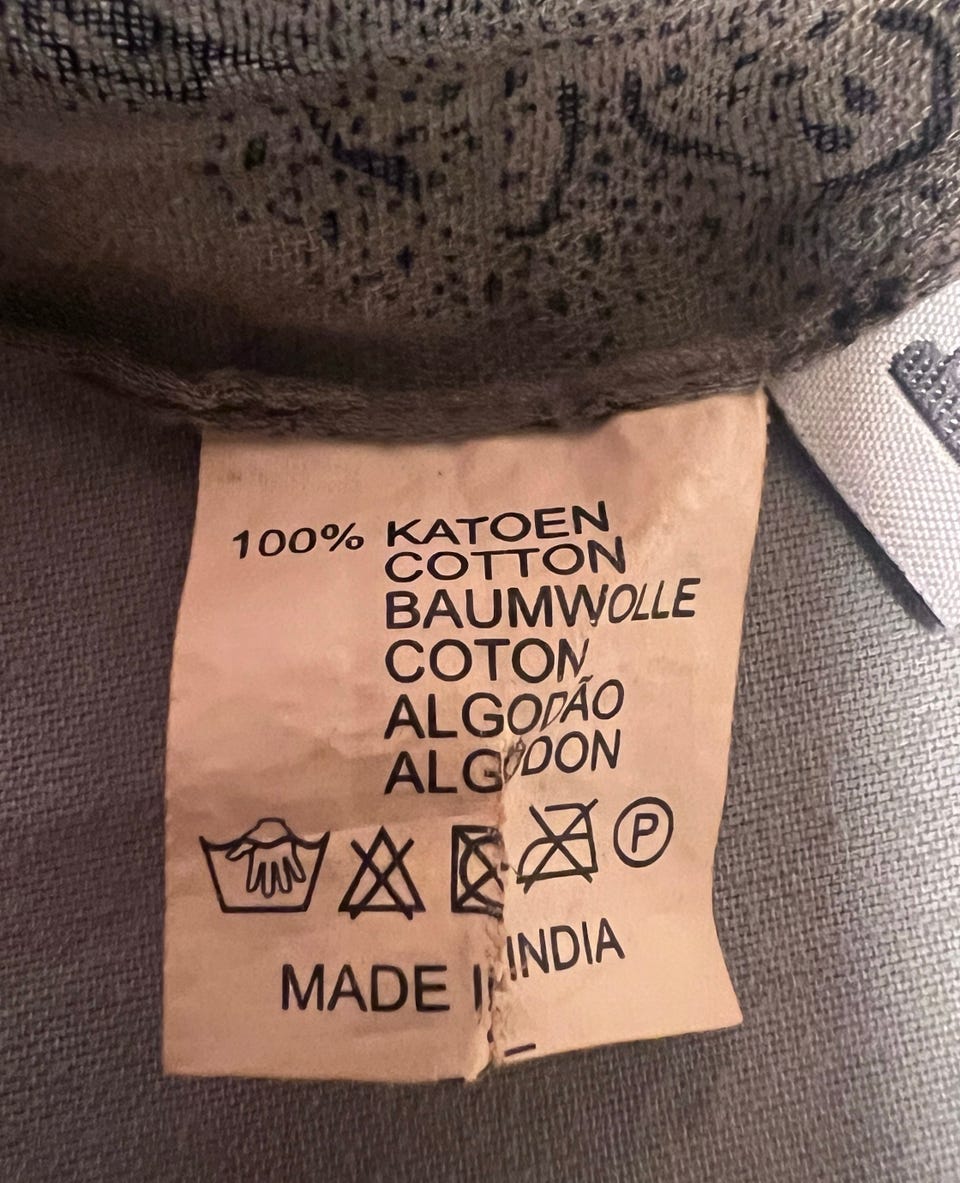 100% KATOEN
COTTON
BAUMWOLLE
COTON
ALGODÃO
ALGODON
P
MADE IN INDIA